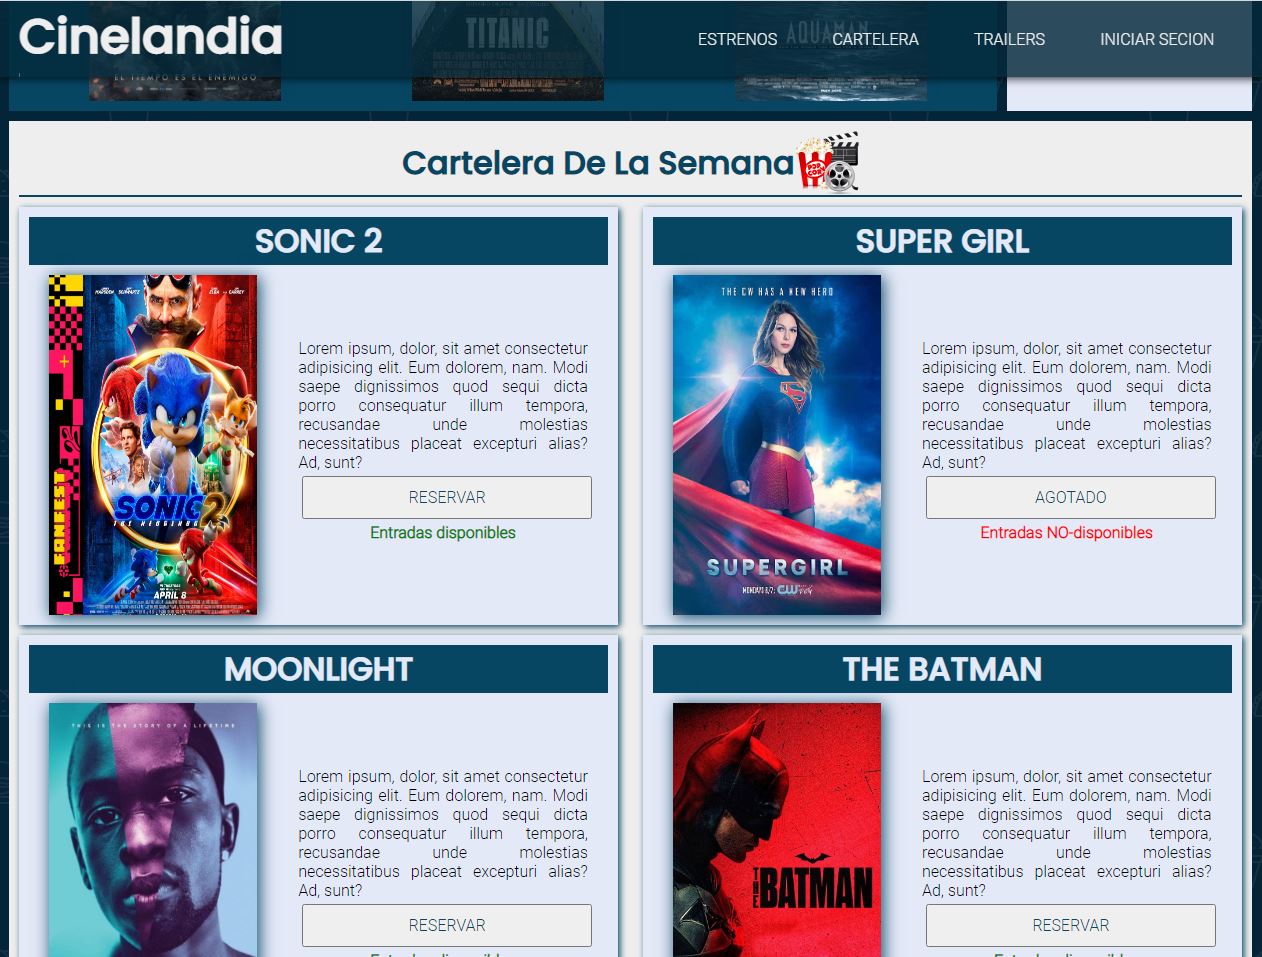 Cinelandia
ESTRENOS
CARTELERA
TRAILERS
INICIAR SECION
EL TIEMPO ES EL ENEMIGO
TITANIC
AQUAMAN
Cartelera De La Semana
POP
CORN
SONIC 2
FANFEST
SONIC 2
THE HEDGEHOG
APRIL 8
Lorem ipsum, dolor, sit amet consectetur
adipisicing elit. Eum dolorem, nam. Modi
saepe dignissimos quod sequi dicta
porro consequatur illum tempora,
recusandae unde molestias
necessitatibus placeat excepturi alias?
Ad, sunt?
RESERVAR
Entradas disponibles
SUPER GIRL
THE CW HAS A NEW HERO
SUPERGIRL
CW
Lorem ipsum, dolor, sit amet consectetur
adipisicing elit. Eum dolorem, nam. Modi
saepe dignissimos quod sequi dicta
porro consequatur illum tempora,
recusandae unde molestias
necessitatibus placeat excepturi alias?
Ad, sunt?
AGOTADO
Entradas NO-disponibles
MOONLIGHT
THIS IS THE STORY OF A LIFETIME
Lorem ipsum, dolor, sit amet consectetur
adipisicing elit. Eum dolorem, nam. Modi
saepe dignissimos quod sequi dicta
porro consequatur illum tempora,
recusandae unde molestias
necessitatibus placeat excepturi alias?
Ad, sunt?
RESERVAR
THE BATMAN
THE BATMAN
Lorem ipsum, dolor, sit amet consectetur
adipisicing elit. Eum dolorem, nam. Modi
saepe dignissimos quod sequi dicta
porro consequatur illum tempora,
recusandae unde molestias
necessitatibus placeat excepturi alias?
Ad, sunt?
RESERVAR